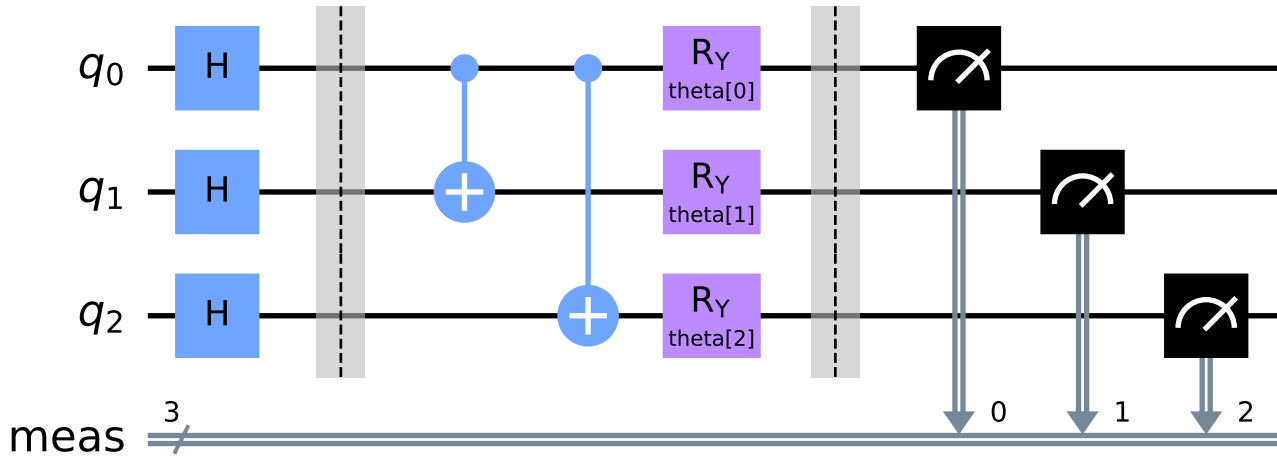 q0 H RY theta[0]
q1 H RY theta[1]
q2 H RY theta[2]
3 0 1 2
meas